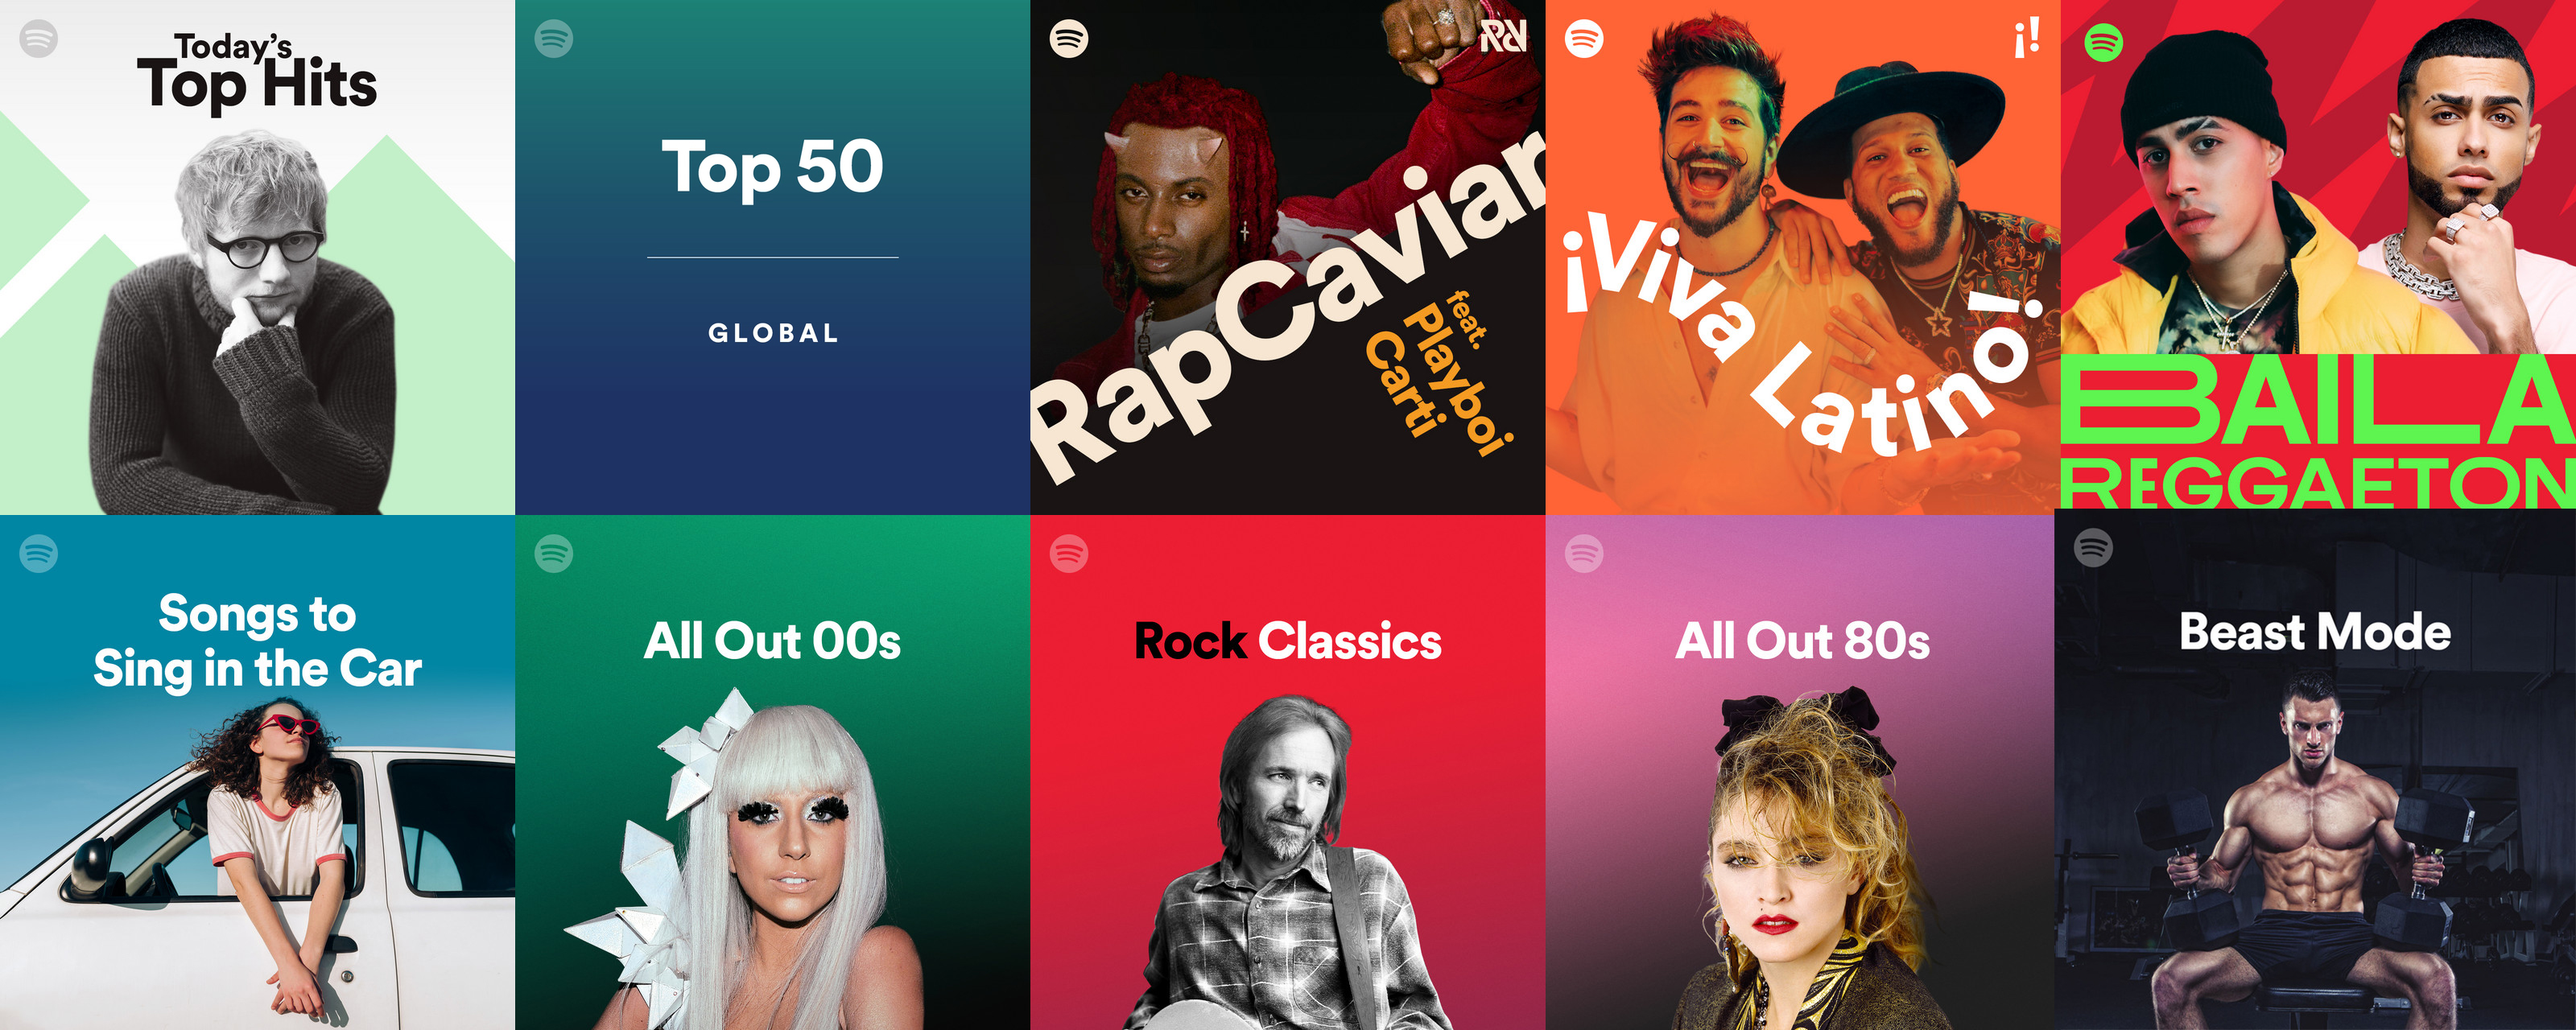 Today's
Top Hits
Top 50
GLOBAL
RapCaviar
feat.
Playboi
Carti
RV
¡Viva Latino!
¡!
BAILA
REGGAETON
Songs to
Sing in the Car
All Out 00s
Rock Classics
All Out 80s
Beast Mode